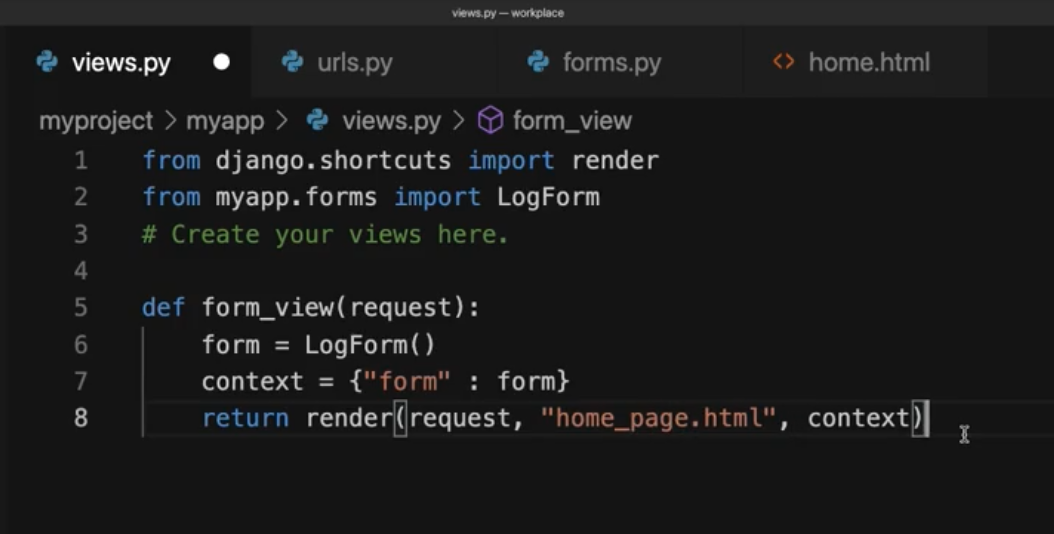 views.py — workplace
views.py urls.py forms.py home.html
myproject > myapp > views.py > form_view
1 from django.shortcuts import render
2 from myapp.forms import LogForm
3 # Create your views here.
4
5 def form_view(request):
6     form = LogForm()
7     context = {"form" : form}
8     return render(request, "home_page.html", context)